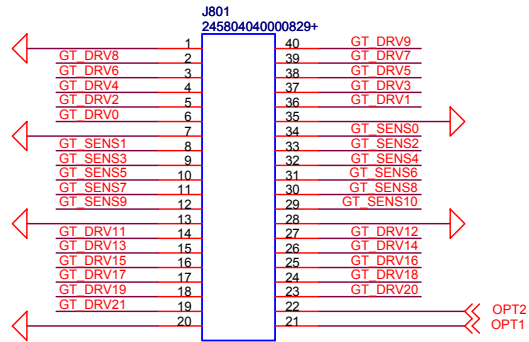 J801
245804040000829+
1 40 GT_DRV9
GT_DRV8 2 39 GT_DRV7
GT_DRV6 3 38 GT_DRV5
GT_DRV4 4 37 GT_DRV3
GT_DRV2 5 36 GT_DRV1
GT_DRV0 6 35
7 34 GT_SENS0
GT_SENS1 8 33 GT_SENS2
GT_SENS3 9 32 GT_SENS4
GT_SENS5 10 31 GT_SENS6
GT_SENS7 11 30 GT_SENS8
GT_SENS9 12 29 GT_SENS10
13 28
GT_DRV11 14 27 GT_DRV12
GT_DRV13 15 26 GT_DRV14
GT_DRV15 16 25 GT_DRV16
GT_DRV17 17 24 GT_DRV18
GT_DRV19 18 23 GT_DRV20
GT_DRV21 19 22 OPT2
20 21 OPT1